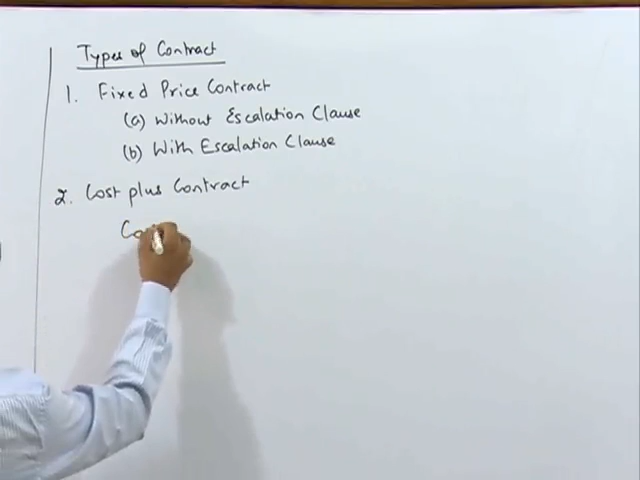 Types of Contract
1. Fixed Price Contract
(a) Without Escalation Clause
(b) With Escalation Clause
2. Cost plus Contract